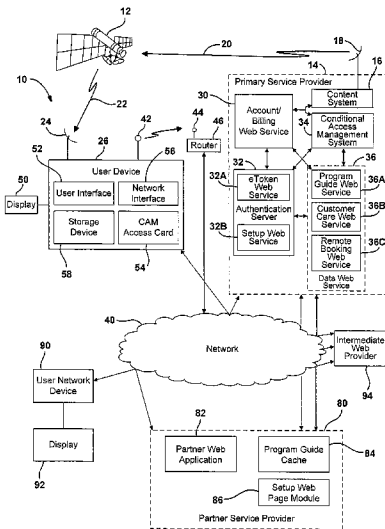 12
18
20
14
10
22
Primary Service Provider
16
30
Content System
24
42
44
Account/ Billing Web Service
34
Conditional Access Management System
46
Router
26
52
User Device
56
32
36
50
Display
User Interface
Network Interface
32A
eToken Web Service
Program Guide Web Service
36A
Authentication Server
Customer Care Web Service
36B
Storage Device
CAM Access Card
32B
Setup Web Service
Remote Booking Web Service
36C
58
54
Data Web Service
40
Network
90
Intermediate Web Provider
User Network Device
94
82
80
Display
Partner Web Application
Program Guide Cache
84
92
86
Setup Web Page Module
Partner Service Provider